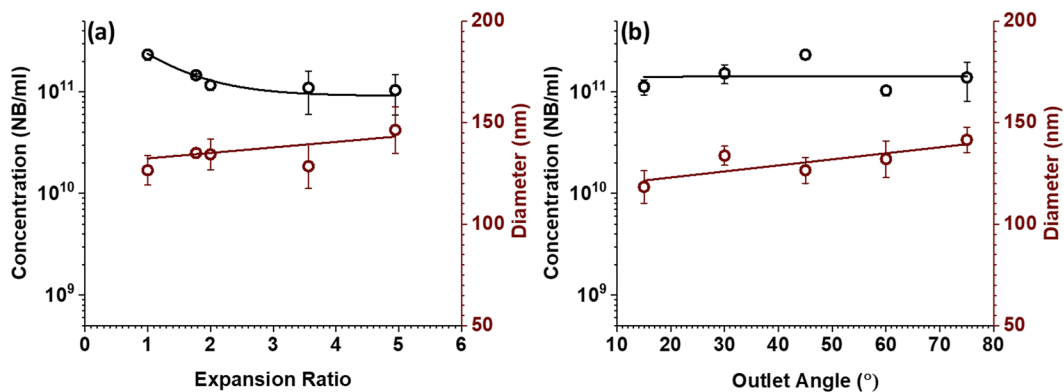 (a)
Concentration (NB/ml)
10¹¹
10¹⁰
10⁹
0 1 2 3 4 5 6
Expansion Ratio
200
150
100
50
Diameter (nm)
(b)
Concentration (NB/ml)
10¹¹
10¹⁰
10⁹
10 20 30 40 50 60 70 80
Outlet Angle (°)
200
150
100
50
Diameter (nm)